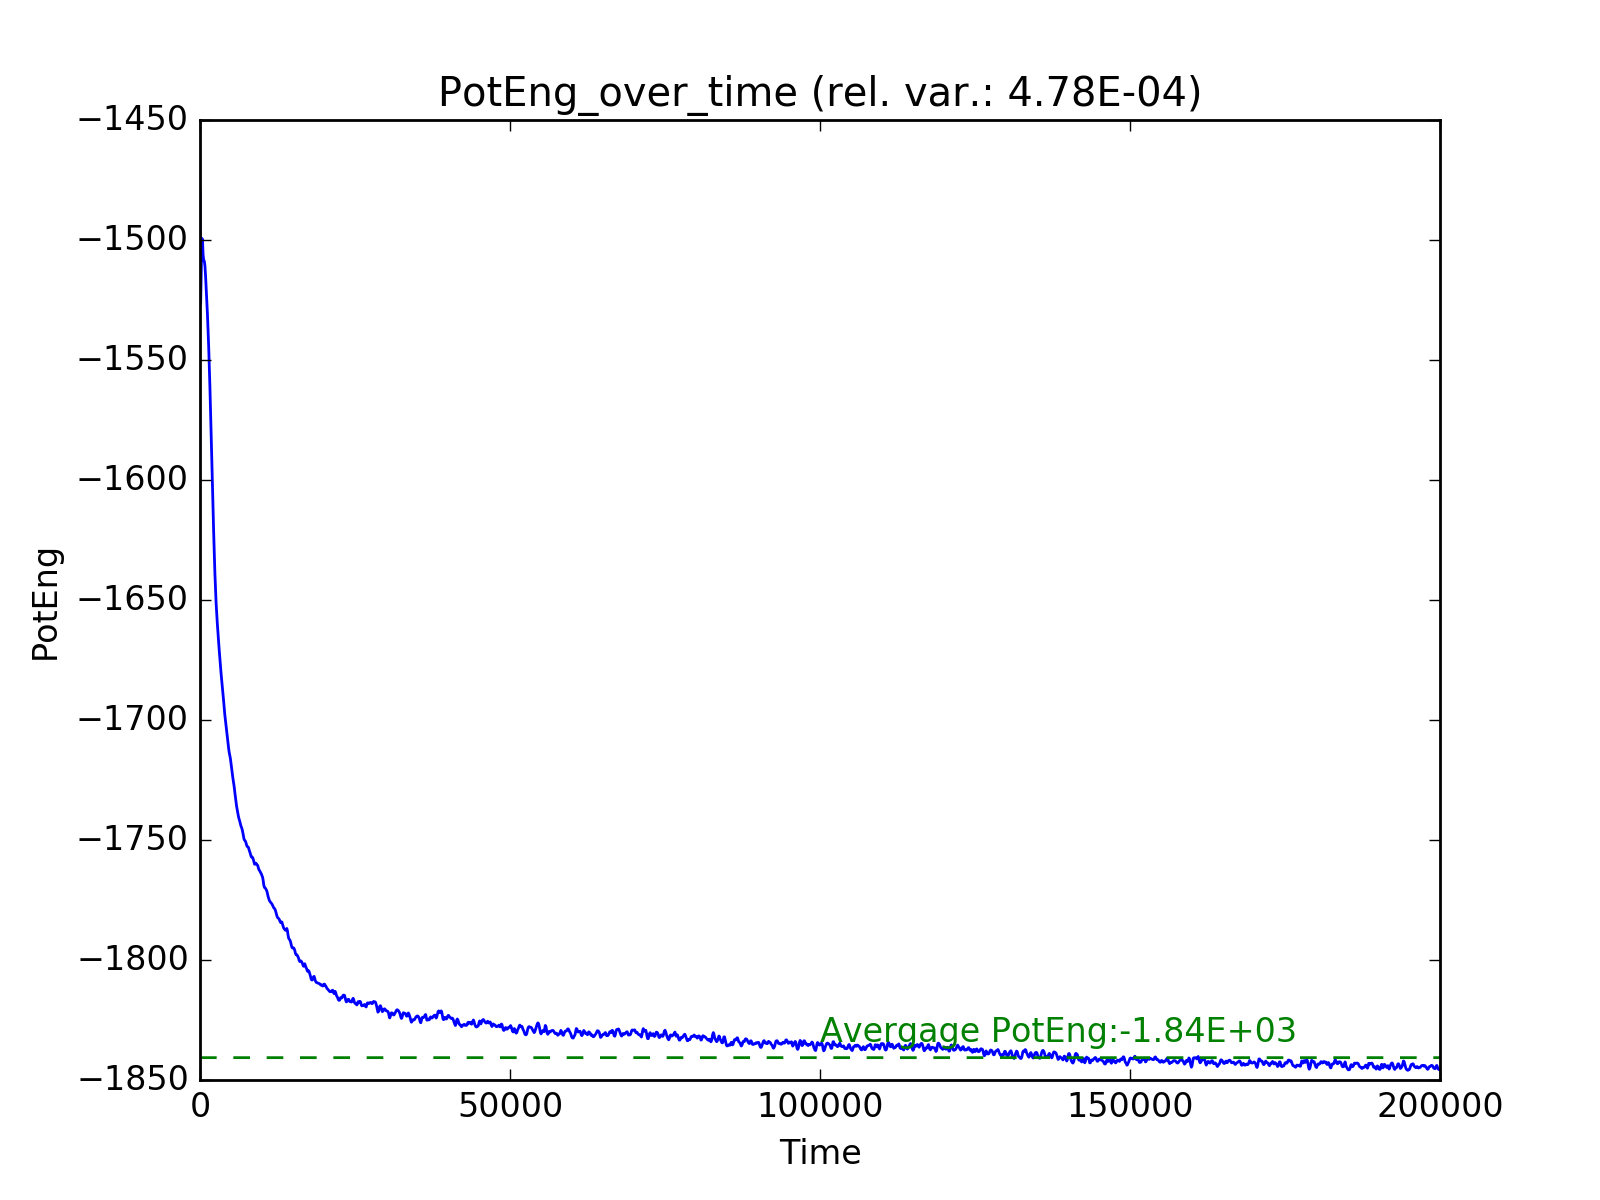 PotEng_over_time (rel. var.: 4.78E-04)
−1450
−1500
−1550
−1600
−1650
−1700
−1750
−1800
−1850
PotEng
Avergage PotEng:-1.84E+03
0 50000 100000 150000 200000
Time